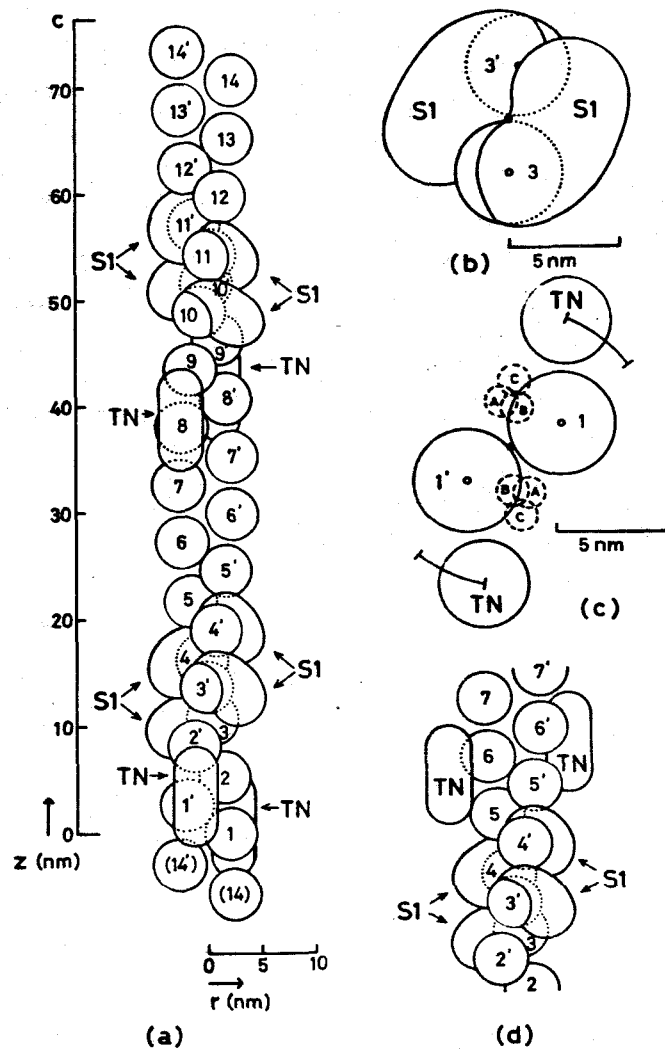 c
70
60
50
40
30
20
10
0
z (nm)
14'
14
13'
13
12'
12
11'
11
10'
10
9'
9
8'
8
7'
7
6'
6
5'
5
4'
4
3'
3
2'
2
1'
1
(14')
(14)
S1
S1
TN
TN
S1
S1
TN
TN
0 5 10
r (nm)
(a)
S1
3'
S1
3
5 nm
(b)
TN
C
A
B
1
1'
B
A
C
5 nm
TN
(c)
7'
7
6'
TN
6
TN
5'
5
4'
4
S1
3'
S1
3
2'
2
(d)